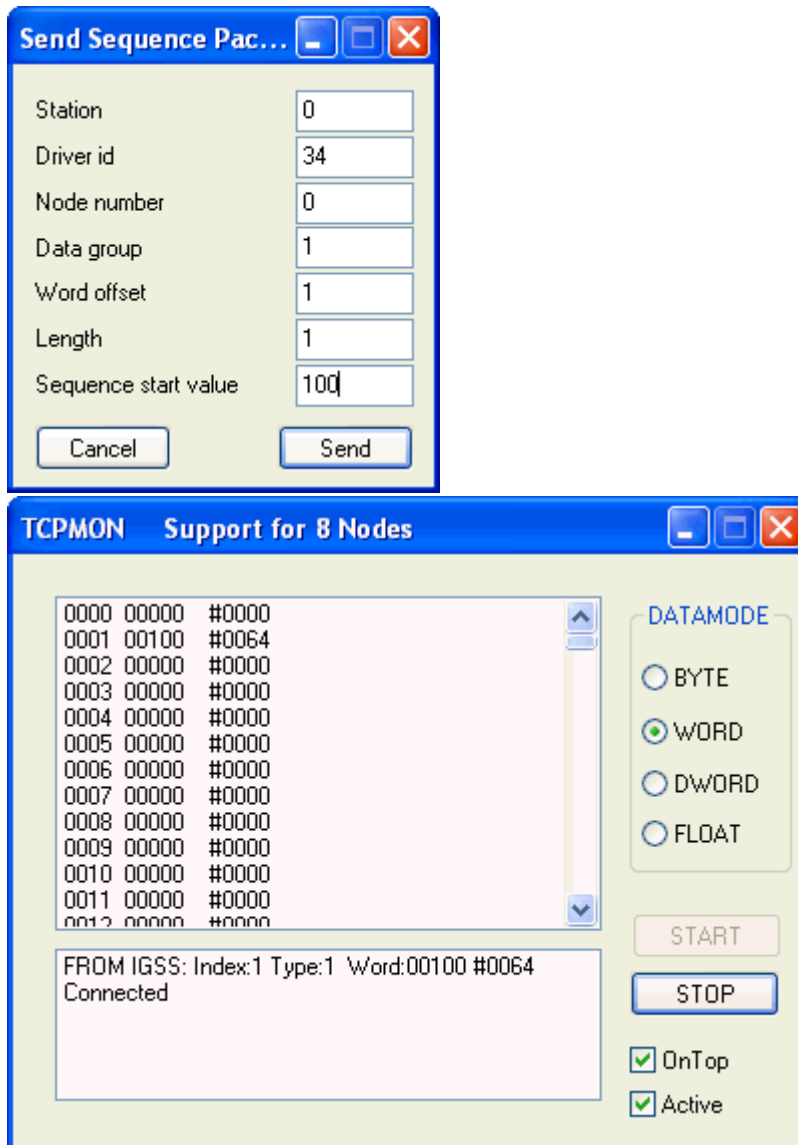 Send Sequence Pac...
Station 0
Driver id 34
Node number 0
Data group 1
Word offset 1
Length 1
Sequence start value 100
Cancel Send
TCPMON Support for 8 Nodes
0000 00000 #0000
0001 00100 #0064
0002 00000 #0000
0003 00000 #0000
0004 00000 #0000
0005 00000 #0000
0006 00000 #0000
0007 00000 #0000
0008 00000 #0000
0009 00000 #0000
0010 00000 #0000
0011 00000 #0000
0012 00000 #0000
FROM IGSS: Index:1 Type:1 Word:00100 #0064
Connected
DATAMODE
BYTE
WORD
DWORD
FLOAT
START
STOP
OnTop
Active